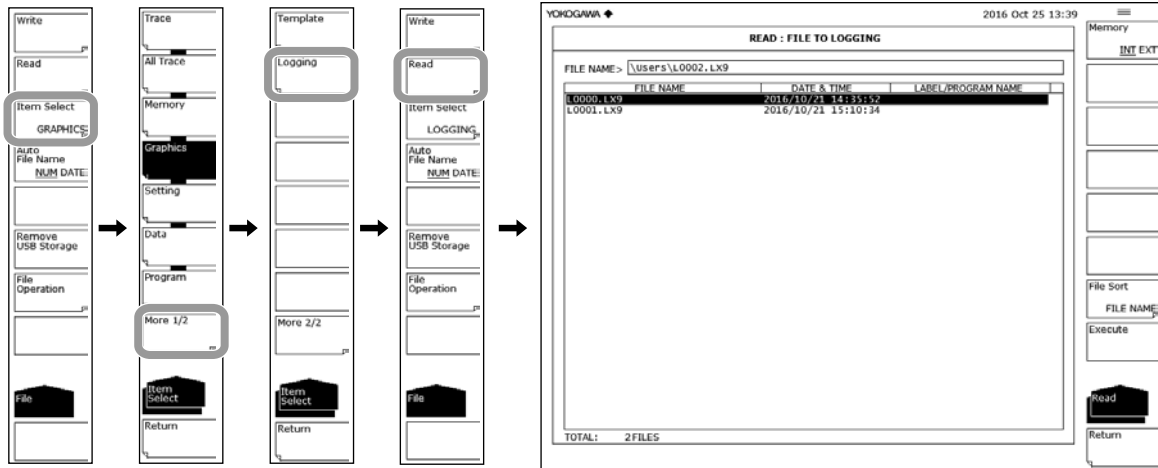 Write
Read
Item Select
GRAPHICS
Auto
File Name
NUM DATE
Remove
USB Storage
File
Operation
File
Trace
All Trace
Memory
Graphics
Setting
Data
Program
More 1/2
Item
Select
Return
Template
Logging
More 2/2
Item
Select
Return
Write
Read
Item Select
LOGGING
Auto
File Name
NUM DATE
Remove
USB Storage
File
Operation
File
YOKOGAWA
2016 Oct 25 13:39
READ : FILE TO LOGGING
FILE NAME> \Users\L0002.LX9
FILE NAME DATE & TIME LABEL/PROGRAM NAME
L0000.LX9 2016/10/21 14:35:52
L0001.LX9 2016/10/21 15:10:34
TOTAL: 2FILES
Memory
INT EXT
File Sort
FILE NAME
Execute
Read
Return